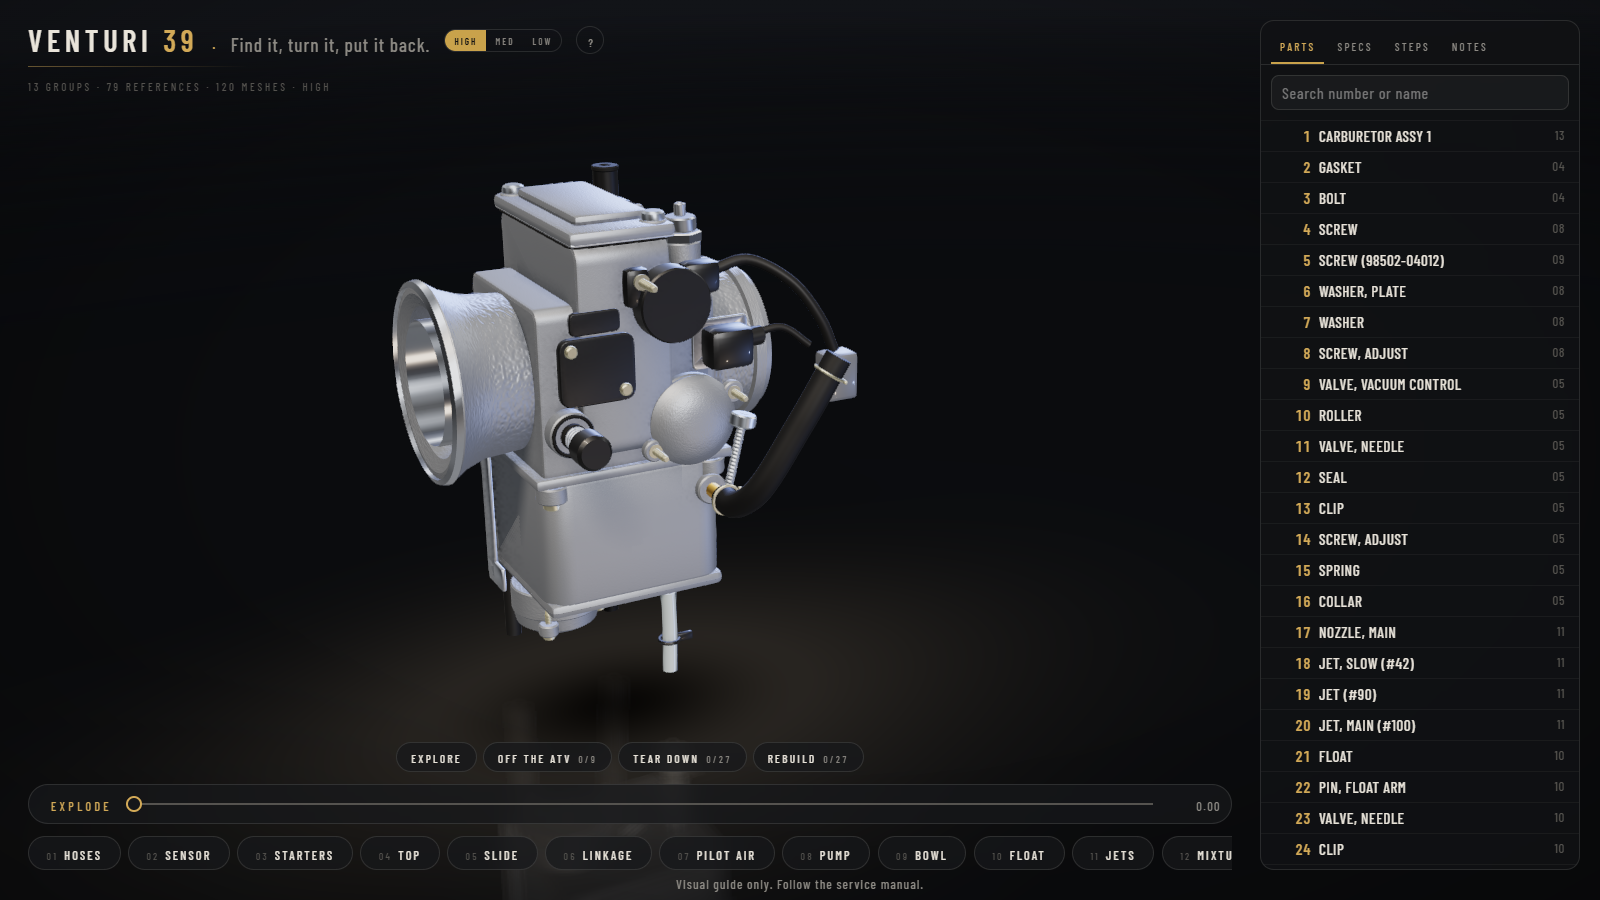 VENTURI 39 · Find it, turn it, put it back. HIGH MED LOW ?
13 GROUPS · 79 REFERENCES · 120 MESHES · HIGH
PARTS SPECS STEPS NOTES
Search number or name
1 CARBURETOR ASSY 1 13
2 GASKET 04
3 BOLT 04
4 SCREW 08
5 SCREW (98502-04012) 09
6 WASHER, PLATE 08
7 WASHER 08
8 SCREW, ADJUST 08
9 VALVE, VACUUM CONTROL 05
10 ROLLER 05
11 VALVE, NEEDLE 05
12 SEAL 05
13 CLIP 05
14 SCREW, ADJUST 05
15 SPRING 05
16 COLLAR 05
17 NOZZLE, MAIN 11
18 JET, SLOW (#42) 11
19 JET (#90) 11
20 JET, MAIN (#100) 11
21 FLOAT 10
22 PIN, FLOAT ARM 10
23 VALVE, NEEDLE 10
24 CLIP 10
EXPLORE OFF THE ATV 0/9 TEAR DOWN 0/27 REBUILD 0/27
EXPLODE 0.00
01 HOSES 02 SENSOR 03 STARTERS 04 TOP 05 SLIDE 06 LINKAGE 07 PILOT AIR 08 PUMP 09 BOWL 10 FLOAT 11 JETS 12 MIXTU
Visual guide only. Follow the service manual.